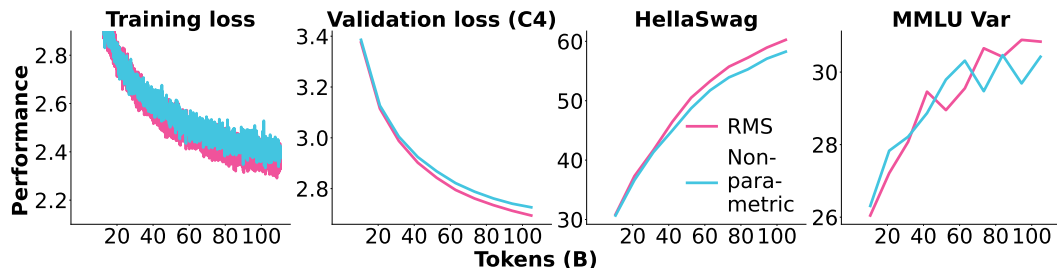 Training loss
Validation loss (C4)
HellaSwag
MMLU Var
Performance
2.8
2.6
2.4
2.2
20 40 60 80 100
3.4
3.2
3.0
2.8
20 40 60 80 100
60
50
40
30
20 40 60 80 100
RMS
Non-
para-
metric
30
28
26
20 40 60 80 100
Tokens (B)